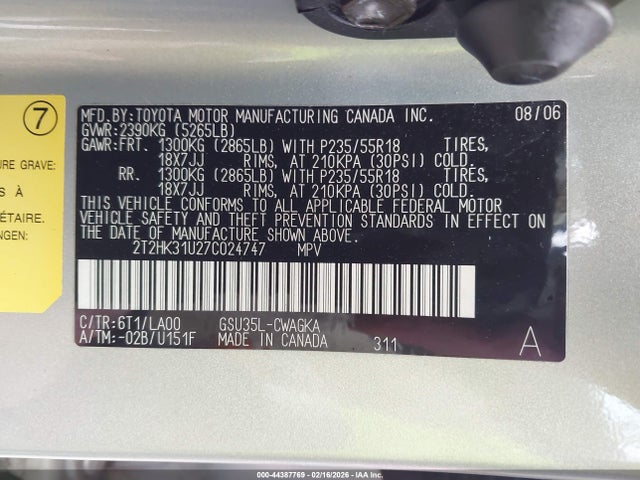 7
URE GRAVE:
S À
ÉTAIRE.
NGEN:
MFD.BY:TOYOTA MOTOR MANUFACTURING CANADA INC. 08/06
GVWR:2390KG (5265LB)
GAWR:FRT. 1300KG (2865LB) WITH P235/55R18 TIRES,
18X7JJ RIMS, AT 210KPA (30PSI) COLD.
RR. 1300KG (2865LB) WITH P235/55R18 TIRES,
18X7JJ RIMS, AT 210KPA (30PSI) COLD.
THIS VEHICLE CONFORMS TO ALL APPLICABLE FEDERAL MOTOR
VEHICLE SAFETY AND THEFT PREVENTION STANDARDS IN EFFECT ON
THE DATE OF MANUFACTURE SHOWN ABOVE.
2T2HK31U27C024747 MPV
C/TR:6T1/LA00 GSU35L-CWAGKA
A/TM:-02B/U151F MADE IN CANADA 311 A
000-44387769 - 02/16/2026 - IAA Inc.